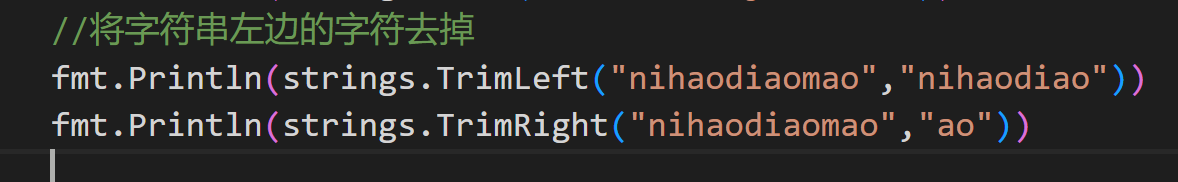 //将字符串左边的字符去掉
fmt.Println(strings.TrimLeft("nihaodiaomao","nihaodiao"))
fmt.Println(strings.TrimRight("nihaodiaomao","ao"))